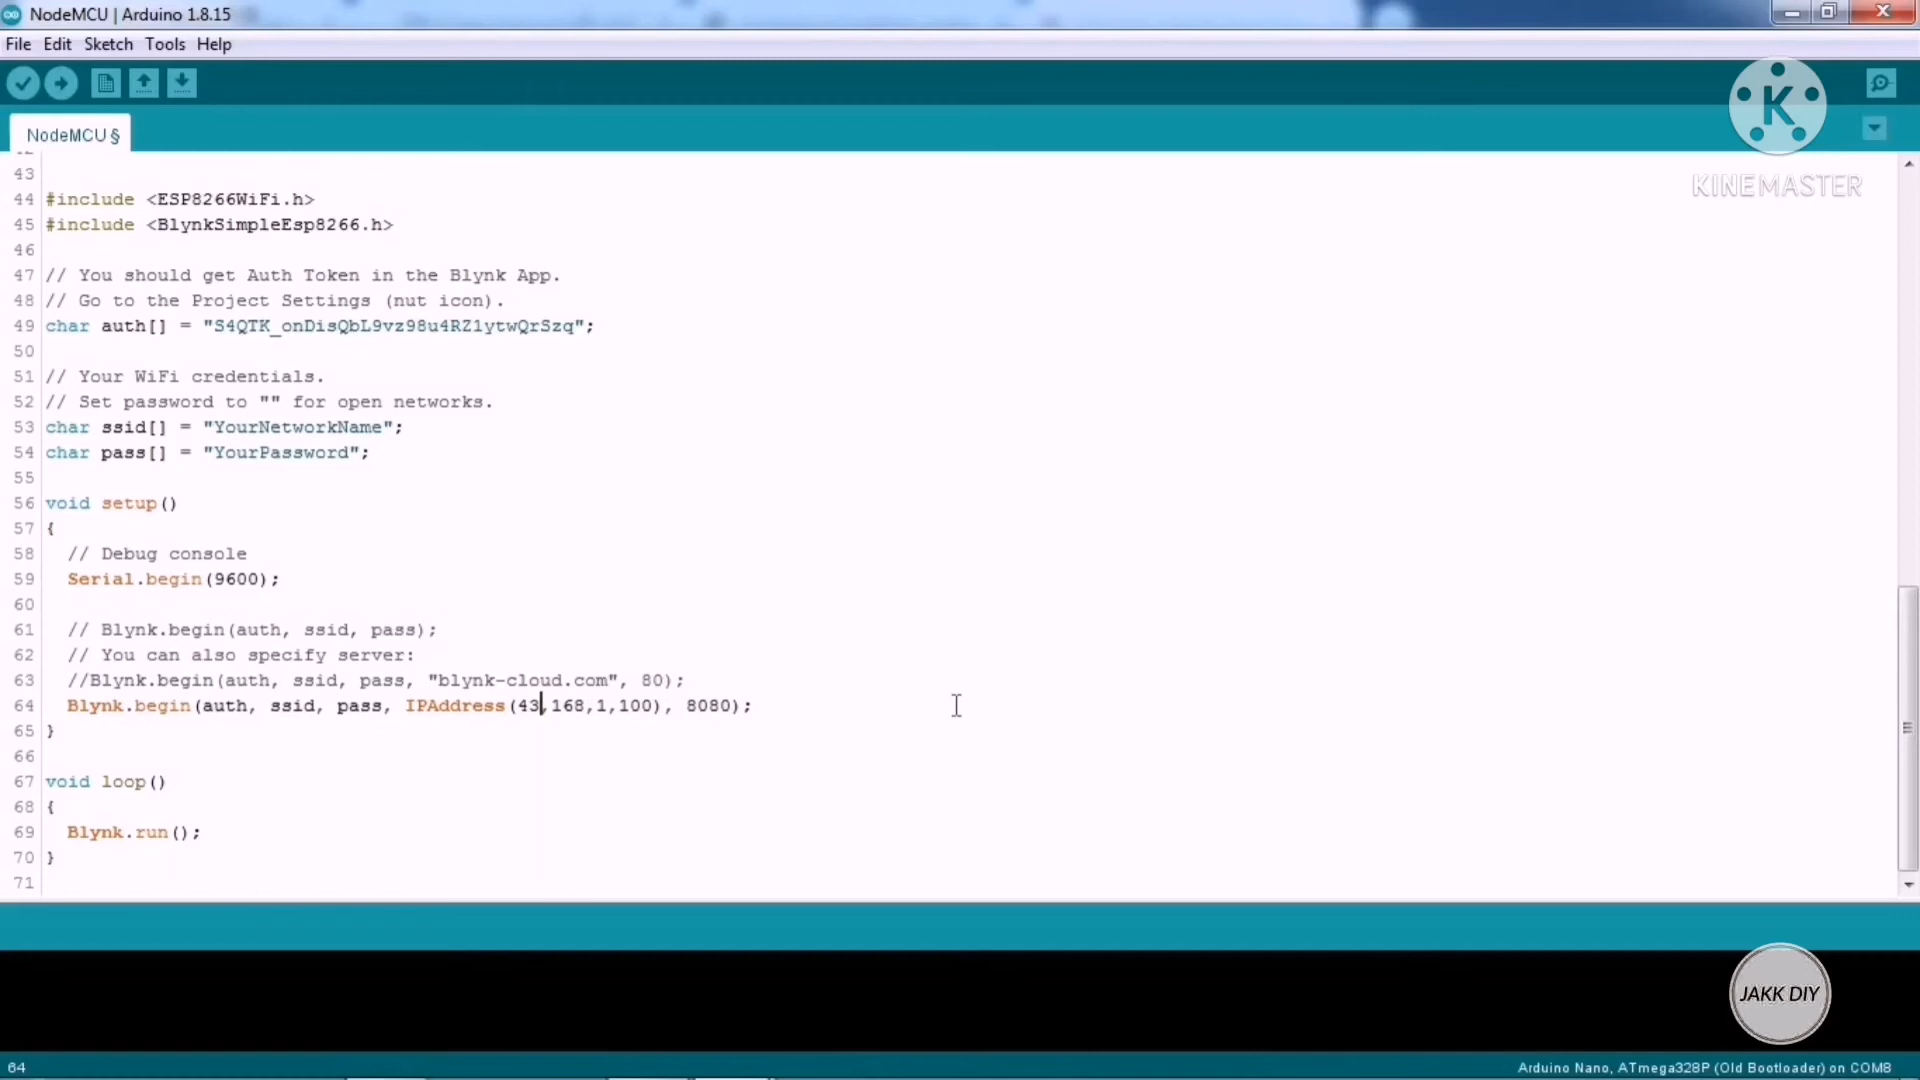 NodeMCU | Arduino 1.8.15
File Edit Sketch Tools Help
K
KINEMASTER
NodeMCU §
43
44 #include <ESP8266WiFi.h>
45 #include <BlynkSimpleEsp8266.h>
46
47 // You should get Auth Token in the Blynk App.
48 // Go to the Project Settings (nut icon).
49 char auth[] = "S4QTK_onDisQbL9vz98u4RZ1ytwQrSzq";
50
51 // Your WiFi credentials.
52 // Set password to "" for open networks.
53 char ssid[] = "YourNetworkName";
54 char pass[] = "YourPassword";
55
56 void setup()
57 {
58 // Debug console
59 Serial.begin(9600);
60
61 // Blynk.begin(auth, ssid, pass);
62 // You can also specify server:
63 //Blynk.begin(auth, ssid, pass, "blynk-cloud.com", 80);
64 Blynk.begin(auth, ssid, pass, IPAddress(43,168,1,100), 8080);
65 }
66
67 void loop()
68 {
69 Blynk.run();
70 }
71
JAKK DIY
64
Arduino Nano, ATmega328P (Old Bootloader) on COM8